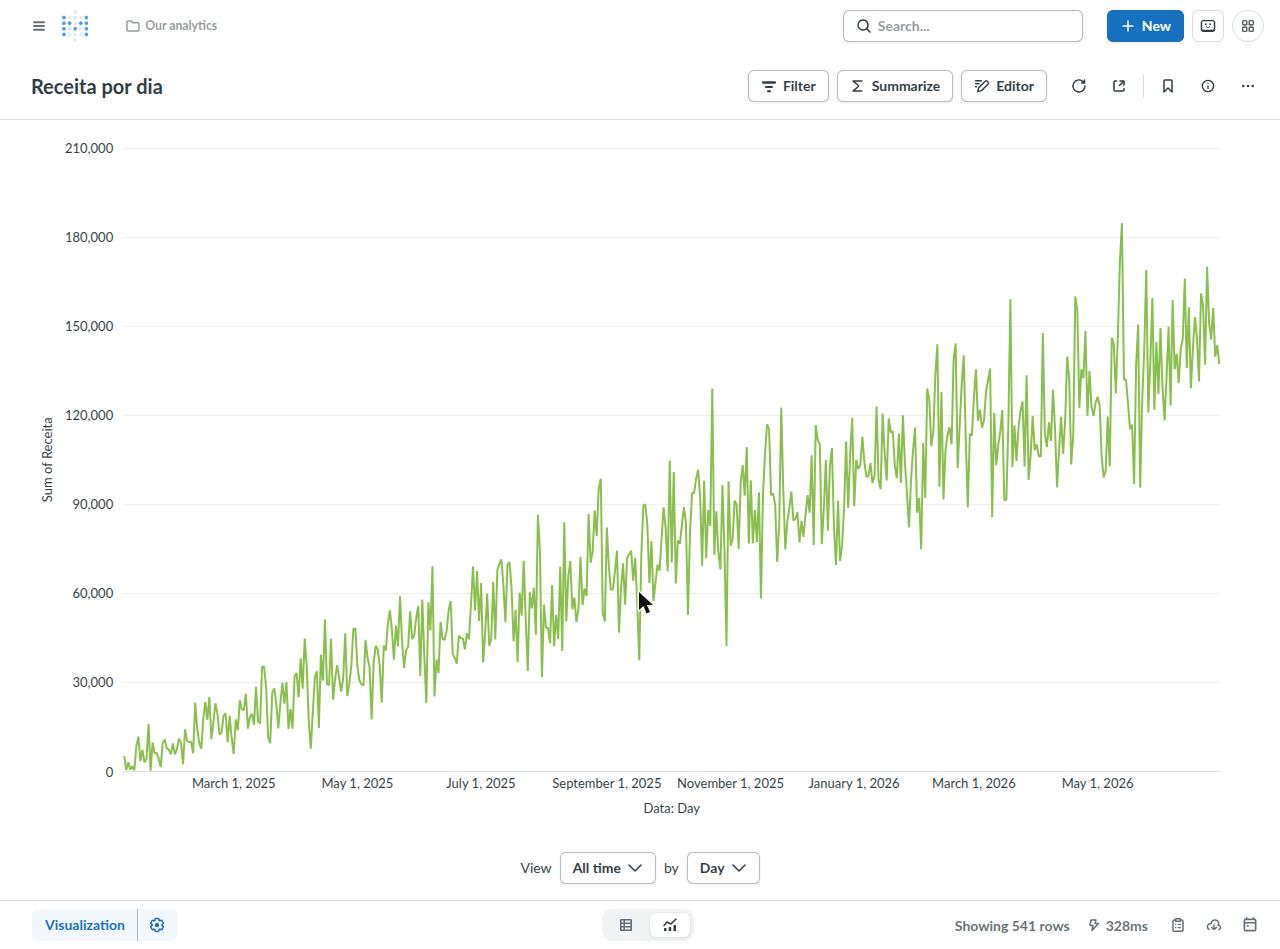 Our analytics
Search...
New
Receita por dia
Filter
Summarize
Editor
210,000
180,000
150,000
120,000
90,000
60,000
30,000
0
Sum of Receita
March 1, 2025
May 1, 2025
July 1, 2025
September 1, 2025
November 1, 2025
January 1, 2026
March 1, 2026
May 1, 2026
Data: Day
View
All time
by
Day
Visualization
Showing 541 rows
328ms